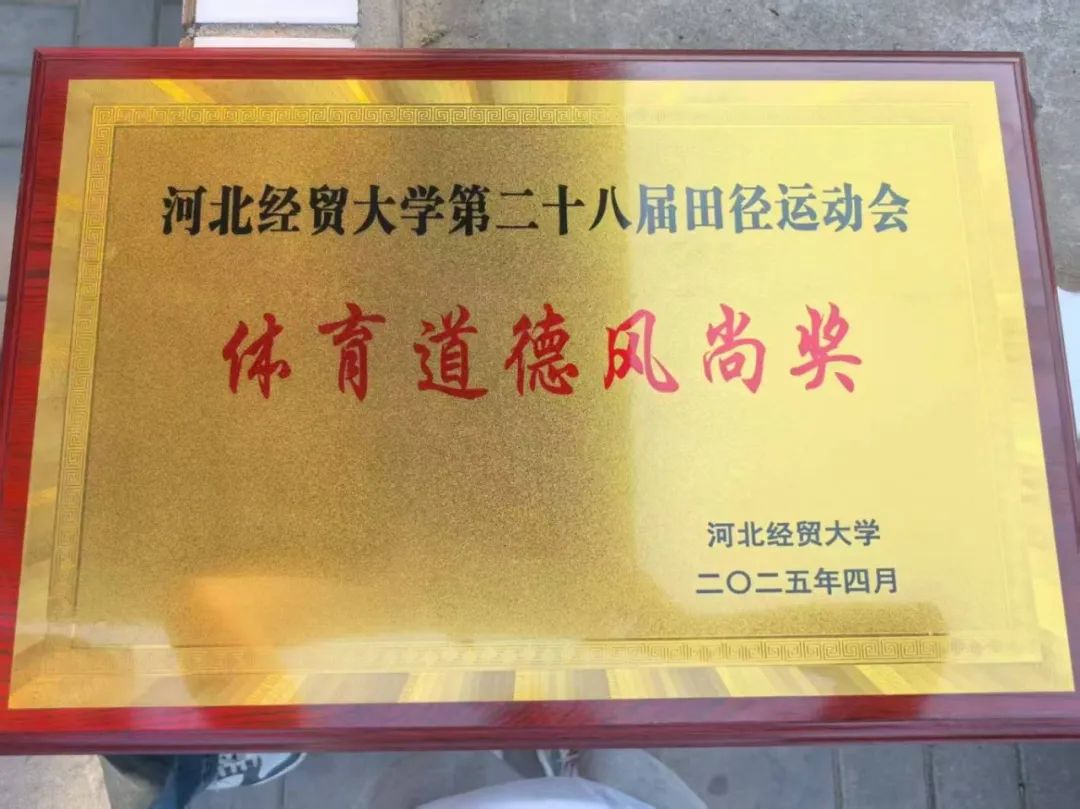 河北经贸大学第二十八届田径运动会
体育道德风尚奖
河北经贸大学
二〇二五年四月